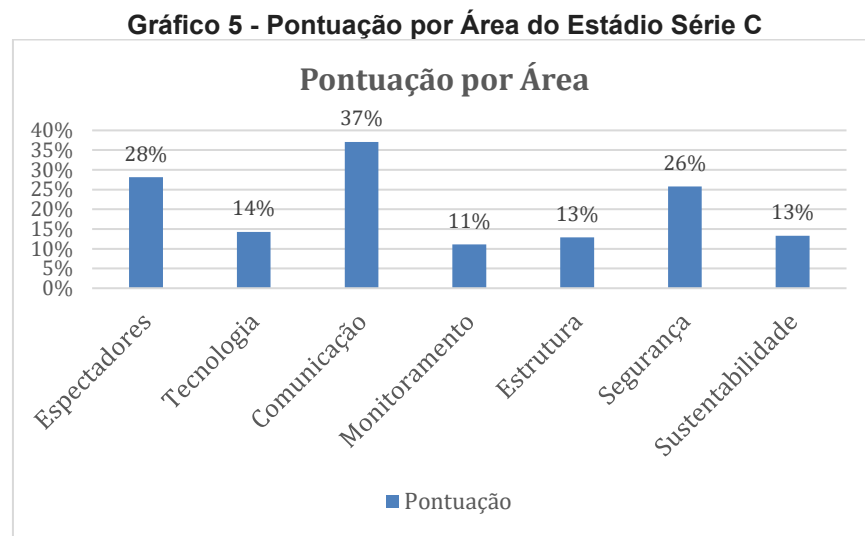 Gráfico 5 - Pontuação por Área do Estádio Série C
Pontuação por Área
40%
35%
30%
25%
20%
15%
10%
5%
0%
28%
14%
37%
11%
13%
26%
13%
Espectadores
Tecnologia
Comunicação
Monitoramento
Estrutura
Segurança
Sustentabilidade
Pontuação